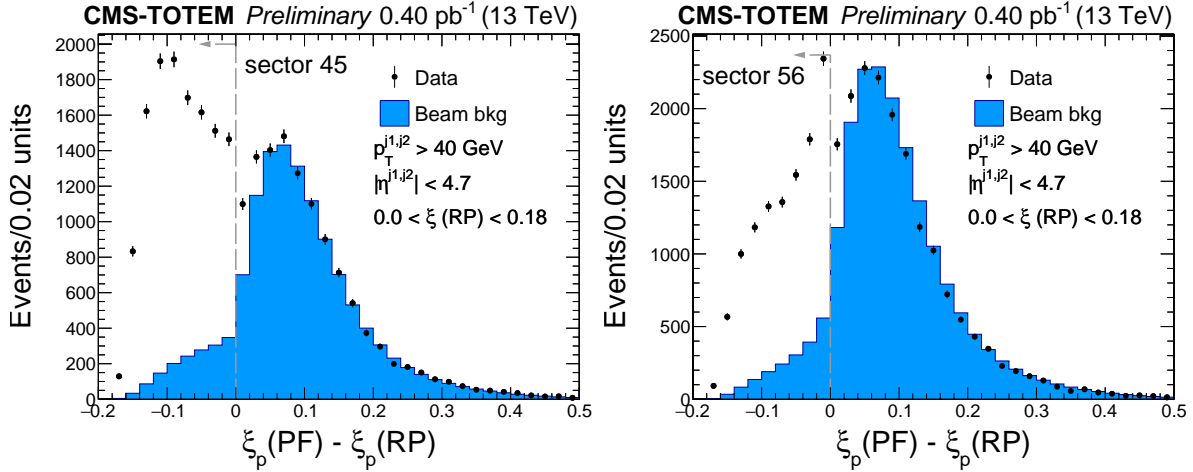 CMS-TOTEM Preliminary 0.40 pb⁻¹ (13 TeV)
2000
1800
1600
1400
1200
1000
800
600
400
200
0
Events/0.02 units
sector 45
Data
Beam bkg
p_T^{j1,j2} > 40 GeV
|η^{j1,j2}| < 4.7
0.0 < ξ (RP) < 0.18
−0.2 −0.1 0 0.1 0.2 0.3 0.4 0.5
ξ_p(PF) - ξ_p(RP)
CMS-TOTEM Preliminary 0.40 pb⁻¹ (13 TeV)
2500
2000
1500
1000
500
0
Events/0.02 units
sector 56
Data
Beam bkg
p_T^{j1,j2} > 40 GeV
|η^{j1,j2}| < 4.7
0.0 < ξ (RP) < 0.18
−0.2 −0.1 0 0.1 0.2 0.3 0.4 0.5
ξ_p(PF) - ξ_p(RP)